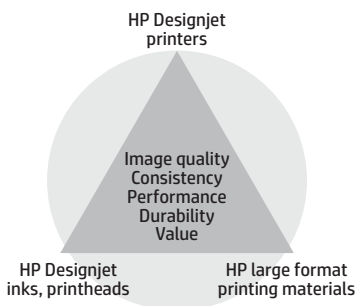 HP Designjet
printers
Image quality
Consistency
Performance
Durability
Value
HP Designjet
inks, printheads
HP large format
printing materials